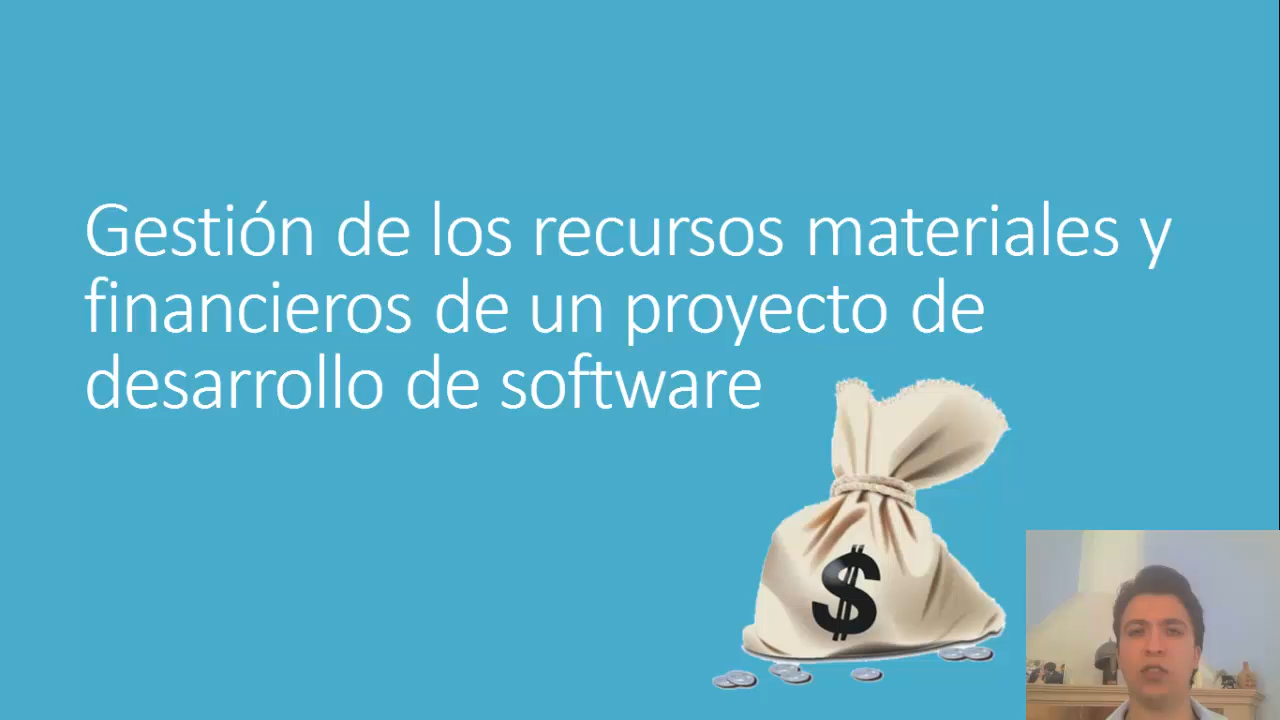 Gestión de los recursos materiales y
financieros de un proyecto de
desarrollo de software
$